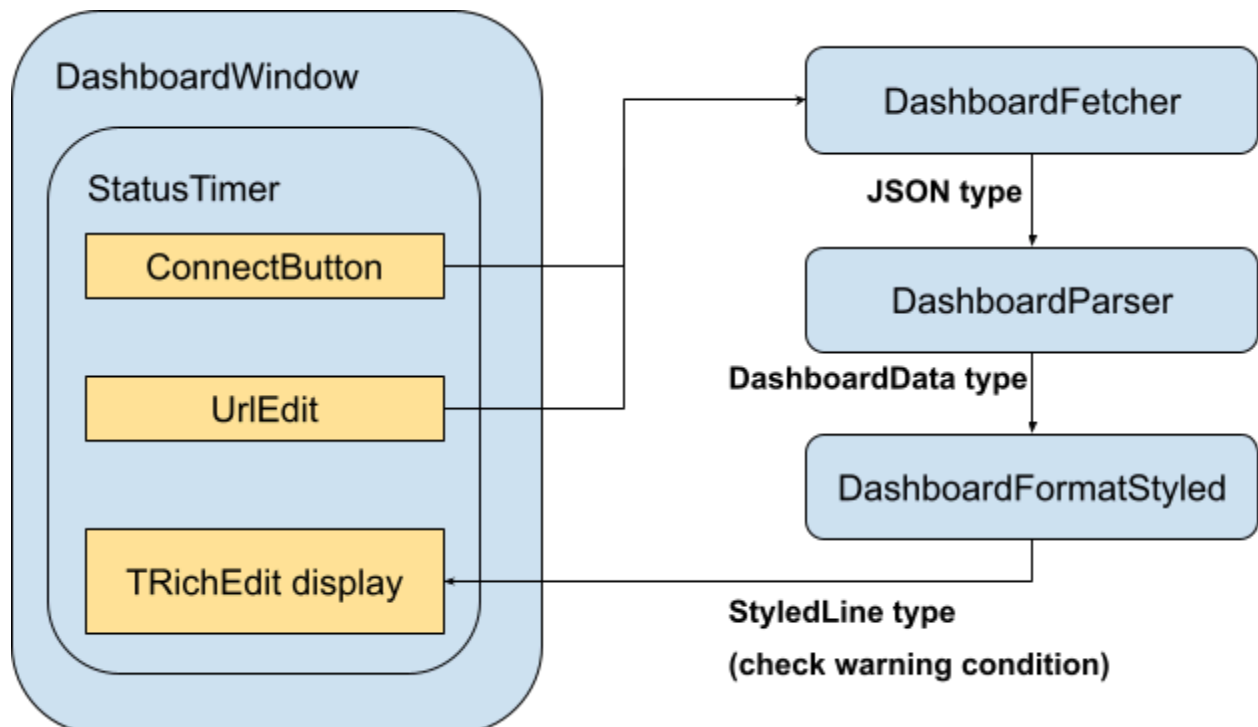 DashboardWindow
StatusTimer
ConnectButton
UrlEdit
TRichEdit display
DashboardFetcher
JSON type
DashboardParser
DashboardData type
DashboardFormatStyled
StyledLine type
(check warning condition)